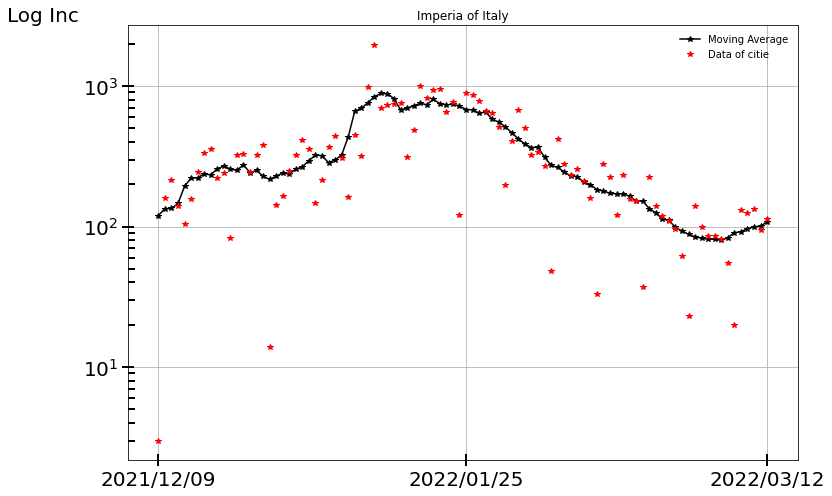 Log Inc
Imperia of Italy
Moving Average
Data of citie
10³
10²
10¹
2021/12/09
2022/01/25
2022/03/12